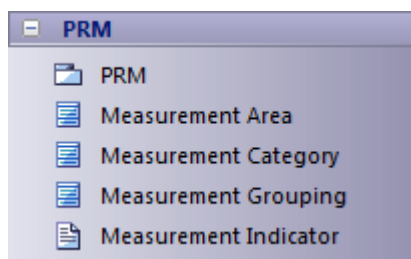 PRM
PRM
Measurement Area
Measurement Category
Measurement Grouping
Measurement Indicator